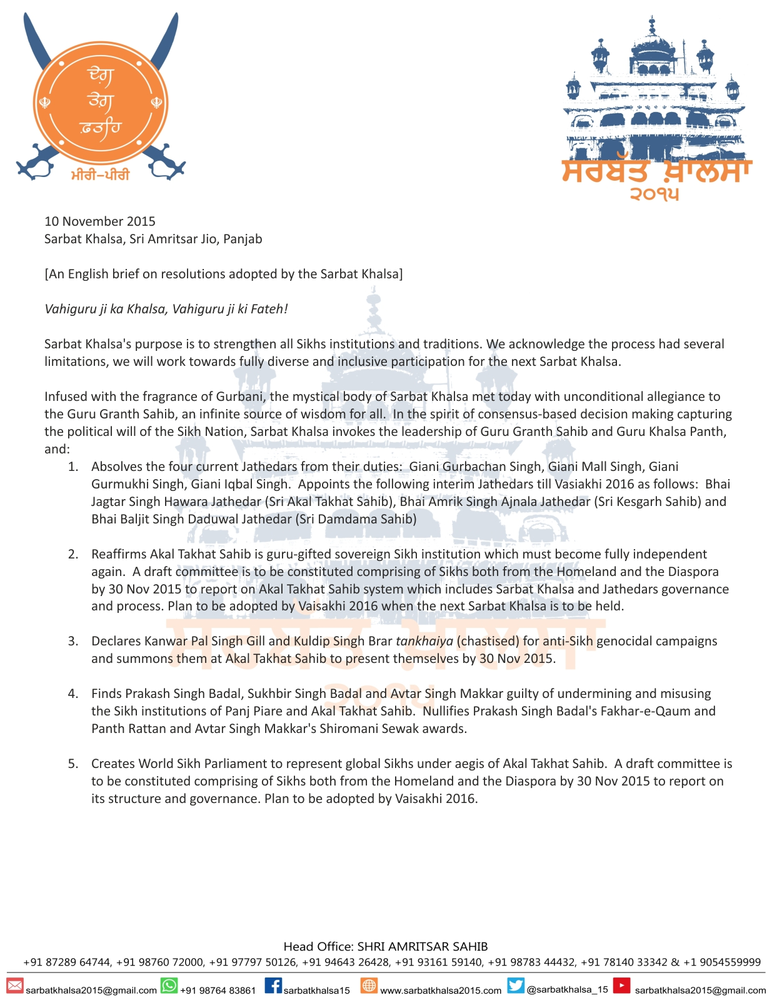 ਦੇਗ਼
ਤੇਗ਼
ਫ਼ਤਹਿ
ਮੀਰੀ-ਪੀਰੀ
ਸਰਬੱਤ ਖ਼ਾਲਸਾ
੨੦੧੫
10 November 2015
Sarbat Khalsa, Sri Amritsar Jio, Panjab
[An English brief on resolutions adopted by the Sarbat Khalsa]
Vahiguru ji ka Khalsa, Vahiguru ji ki Fateh!
Sarbat Khalsa's purpose is to strengthen all Sikhs institutions and traditions. We acknowledge the process had several
limitations, we will work towards fully diverse and inclusive participation for the next Sarbat Khalsa.
Infused with the fragrance of Gurbani, the mystical body of Sarbat Khalsa met today with unconditional allegiance to
the Guru Granth Sahib, an infinite source of wisdom for all.  In the spirit of consensus-based decision making capturing
the political will of the Sikh Nation, Sarbat Khalsa invokes the leadership of Guru Granth Sahib and Guru Khalsa Panth,
and:
1. Absolves the four current Jathedars from their duties:  Giani Gurbachan Singh, Giani Mall Singh, Giani
Gurmukhi Singh, Giani Iqbal Singh.  Appoints the following interim Jathedars till Vasiakhi 2016 as follows:  Bhai
Jagtar Singh Hawara Jathedar (Sri Akal Takhat Sahib), Bhai Amrik Singh Ajnala Jathedar (Sri Kesgarh Sahib) and
Bhai Baljit Singh Daduwal Jathedar (Sri Damdama Sahib)
2. Reaffirms Akal Takhat Sahib is guru-gifted sovereign Sikh institution which must become fully independent
again.  A draft committee is to be constituted comprising of Sikhs both from the Homeland and the Diaspora
by 30 Nov 2015 to report on Akal Takhat Sahib system which includes Sarbat Khalsa and Jathedars governance
and process. Plan to be adopted by Vaisakhi 2016 when the next Sarbat Khalsa is to be held.
3. Declares Kanwar Pal Singh Gill and Kuldip Singh Brar tankhaiya (chastised) for anti-Sikh genocidal campaigns
and summons them at Akal Takhat Sahib to present themselves by 30 Nov 2015.
4. Finds Prakash Singh Badal, Sukhbir Singh Badal and Avtar Singh Makkar guilty of undermining and misusing
the Sikh institutions of Panj Piare and Akal Takhat Sahib.  Nullifies Prakash Singh Badal's Fakhar-e-Qaum and
Panth Rattan and Avtar Singh Makkar's Shiromani Sewak awards.
5. Creates World Sikh Parliament to represent global Sikhs under aegis of Akal Takhat Sahib.  A draft committee is
to be constituted comprising of Sikhs both from the Homeland and the Diaspora by 30 Nov 2015 to report on
its structure and governance. Plan to be adopted by Vaisakhi 2016.
ਸਰਬੱਤ ਖ਼ਾਲਸਾ
੨੦੧੫
Head Office: SHRI AMRITSAR SAHIB
+91 87289 64744, +91 98760 72000, +91 97797 50126, +91 94643 26428, +91 93161 59140, +91 98783 44432, +91 78140 33342 & +1 9054559999
sarbatkhalsa2015@gmail.com +91 98764 83861 sarbatkhalsa15 www.sarbatkhalsa2015.com @sarbatkhalsa_15 sarbatkhalsa2015@gmail.com